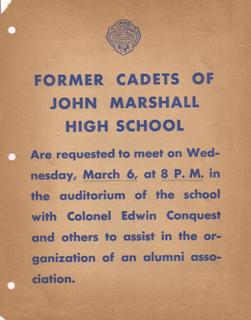 FORMER CADETS OF
JOHN MARSHALL
HIGH SCHOOL
Are requested to meet on Wed-
nesday, March 6, at 8 P. M. in
the auditorium of the school
with Colonel Edwin Conquest
and others to assist in the or-
ganization of an alumni asso-
ciation.